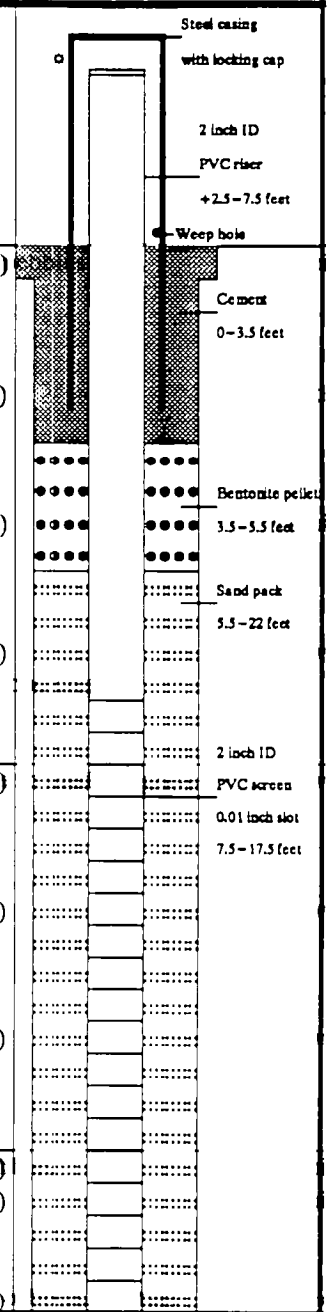 Steel casing
with locking cap
2 inch ID
PVC riser
+2.5-7.5 feet
Weep hole
Cement
0-3.5 feet
Bentonite pellet
3.5-5.5 feet
Sand pack
5.5-22 feet
2 inch ID
PVC screen
0.01 inch slot
7.5-17.5 feet